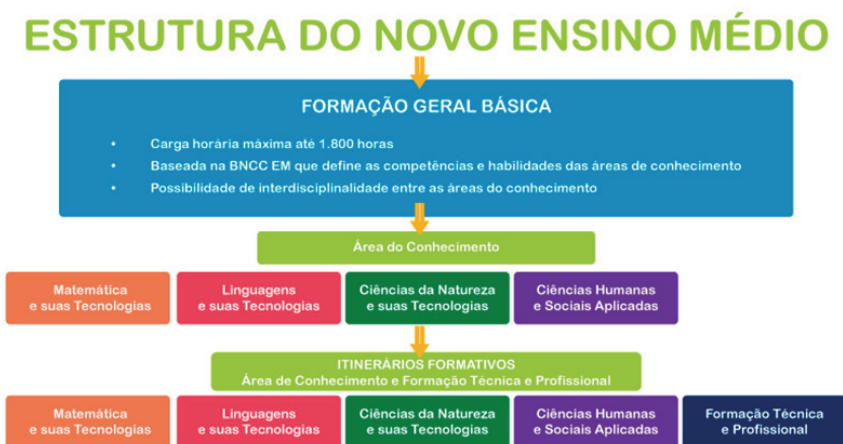 ESTRUTURA DO NOVO ENSINO MÉDIO
FORMAÇÃO GERAL BÁSICA
• Carga horária máxima até 1.800 horas
• Baseada na BNCC EM que define as competências e habilidades das áreas de conhecimento
• Possibilidade de interdisciplinalidade entre as áreas do conhecimento
Área do Conhecimento
Matemática
e suas Tecnologias
Linguagens
e suas Tecnologias
Ciências da Natureza
e suas Tecnologias
Ciências Humanas
e Sociais Aplicadas
ITINERÁRIOS FORMATIVOS
Área de Conhecimento e Formação Técnica e Profissional
Matemática
e suas Tecnologias
Linguagens
e suas Tecnologias
Ciências da Natureza
e suas Tecnologias
Ciências Humanas
e Sociais Aplicadas
Formação Técnica
e Profissional